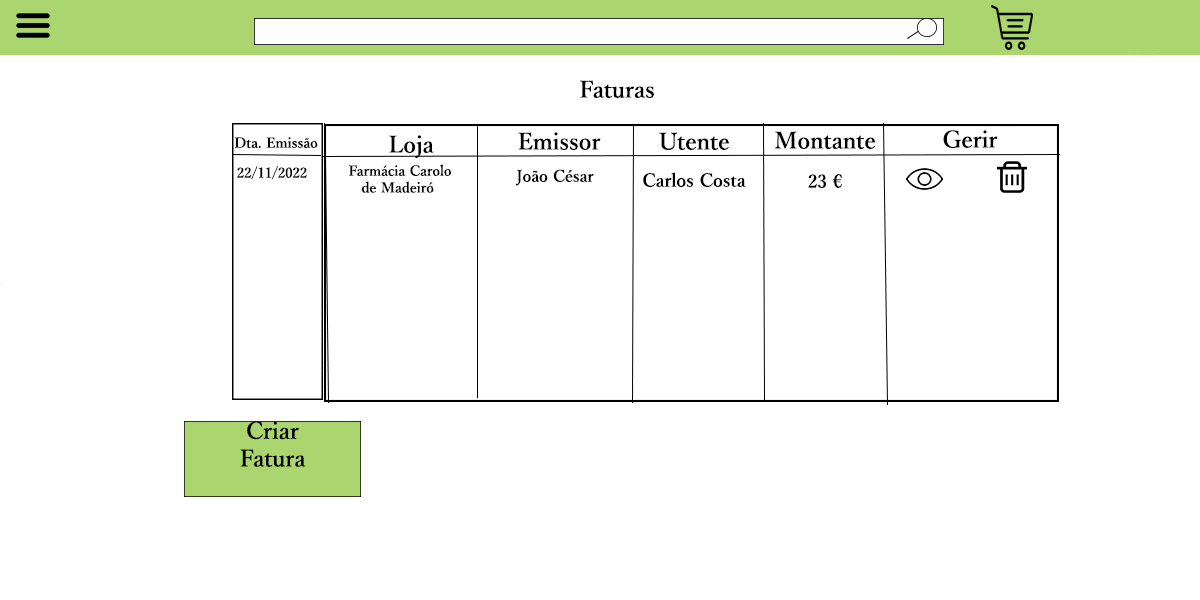 Faturas
Dta. Emissão Loja Emissor Utente Montante Gerir
22/11/2022 Farmácia Carolo João César Carlos Costa 23 €
de Madeiró
Criar
Fatura